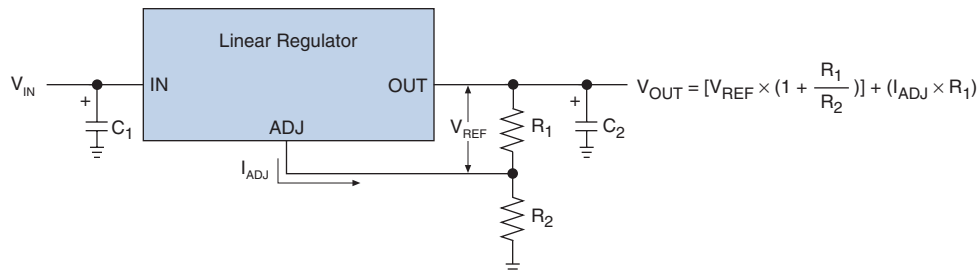 Linear Regulator
V_IN
IN
OUT
V_OUT = [V_REF × (1 + R_1/R_2)] + (I_ADJ × R_1)
+
C_1
ADJ
V_REF
R_1
+
C_2
I_ADJ
R_2